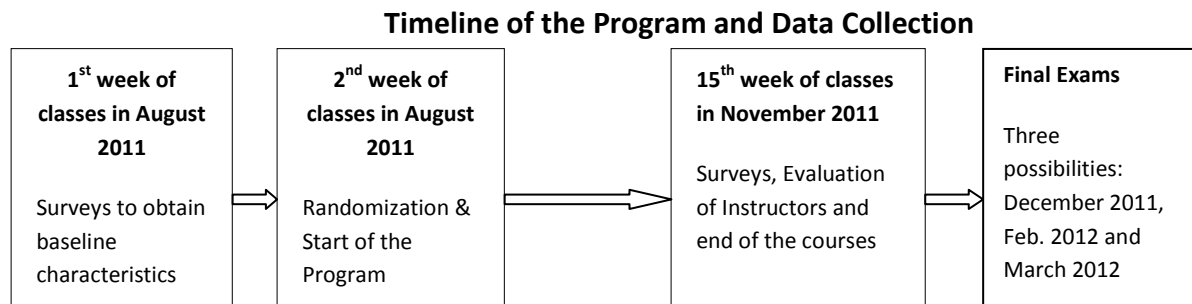 Timeline of the Program and Data Collection
1st week of
classes in August
2011
Surveys to obtain
baseline
characteristics
2nd week of
classes in August
2011
Randomization &
Start of the
Program
15th week of classes
in November 2011
Surveys, Evaluation
of Instructors and
end of the courses
Final Exams
Three
possibilities:
December 2011,
Feb. 2012 and
March 2012